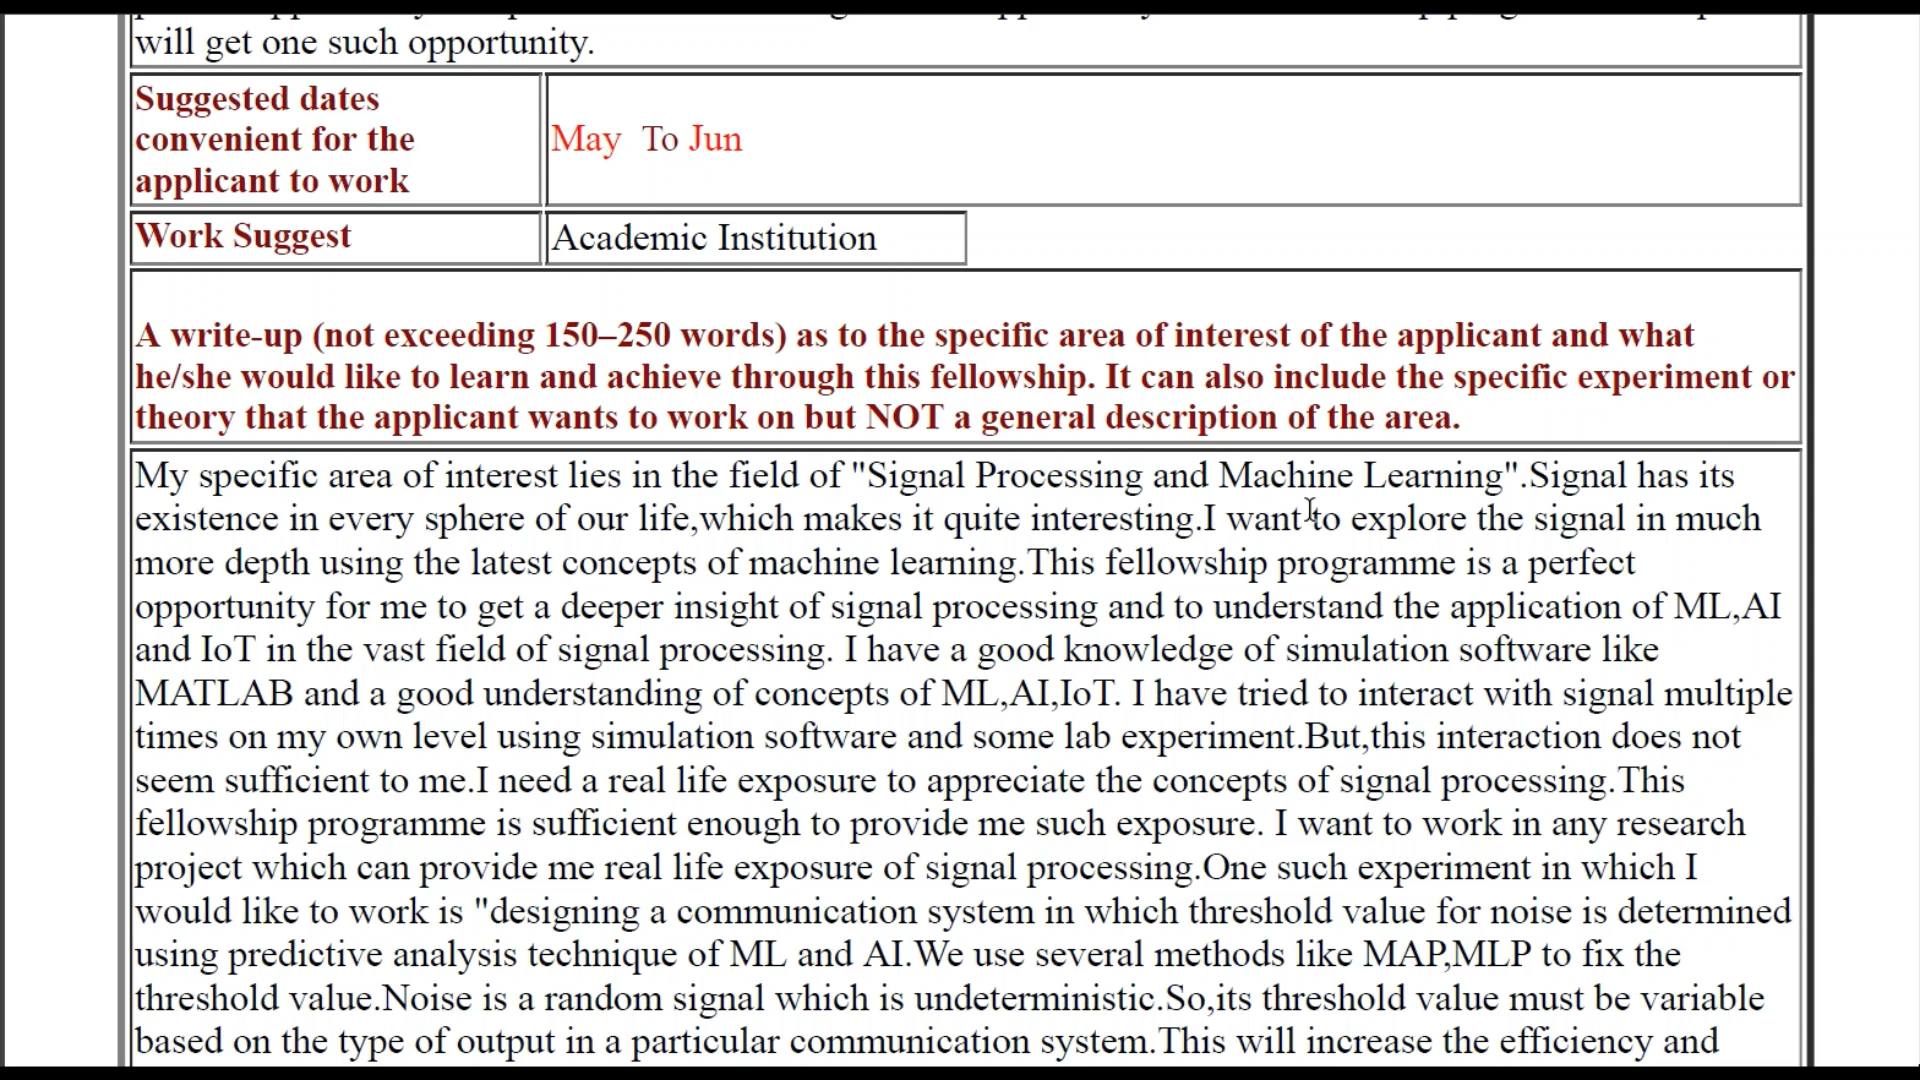 will get one such opportunity.
Suggested dates
convenient for the
applicant to work
May To Jun
Work Suggest
Academic Institution
A write-up (not exceeding 150–250 words) as to the specific area of interest of the applicant and what
he/she would like to learn and achieve through this fellowship. It can also include the specific experiment or
theory that the applicant wants to work on but NOT a general description of the area.
My specific area of interest lies in the field of "Signal Processing and Machine Learning".Signal has its
existence in every sphere of our life,which makes it quite interesting.I want to explore the signal in much
more depth using the latest concepts of machine learning.This fellowship programme is a perfect
opportunity for me to get a deeper insight of signal processing and to understand the application of ML,AI
and IoT in the vast field of signal processing. I have a good knowledge of simulation software like
MATLAB and a good understanding of concepts of ML,AI,IoT. I have tried to interact with signal multiple
times on my own level using simulation software and some lab experiment.But,this interaction does not
seem sufficient to me.I need a real life exposure to appreciate the concepts of signal processing.This
fellowship programme is sufficient enough to provide me such exposure. I want to work in any research
project which can provide me real life exposure of signal processing.One such experiment in which I
would like to work is "designing a communication system in which threshold value for noise is determined
using predictive analysis technique of ML and AI.We use several methods like MAP,MLP to fix the
threshold value.Noise is a random signal which is undeterministic.So,its threshold value must be variable
based on the type of output in a particular communication system.This will increase the efficiency and